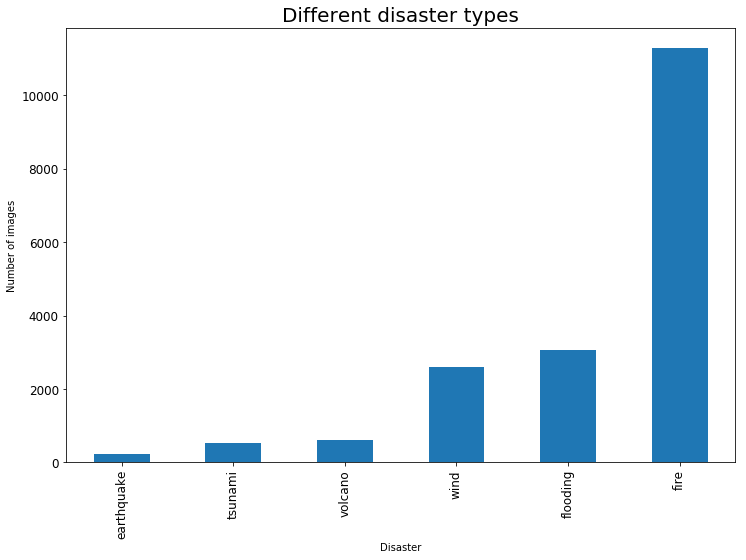 Different disaster types
Number of images
10000
8000
6000
4000
2000
0
earthquake
tsunami
volcano
wind
flooding
fire
Disaster